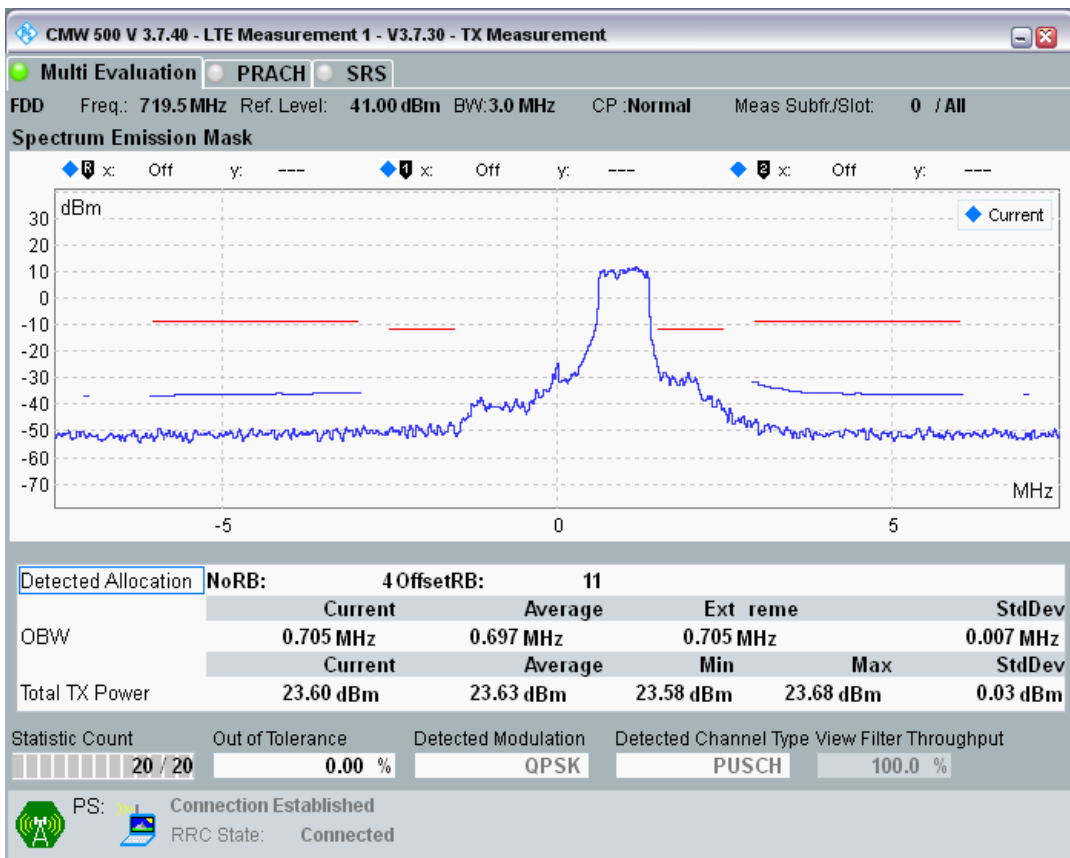 CMW 500 V 3.7.40 - LTE Measurement 1 - V3.7.30 - TX Measurement
Multi Evaluation PRACH SRS
FDD Freq.: 719.5 MHz Ref. Level: 41.00 dBm BW: 3.0 MHz CP :Normal Meas Subfr./Slot: 0 / All
Spectrum Emission Mask
R x: Off y: --- 1 x: Off y: --- 2 x: Off y: ---
dBm
Current
30
20
10
0
-10
-20
-30
-40
-50
-60
-70
MHz
-5 0 5
Detected Allocation NoRB: 4 OffsetRB: 11
Current Average Ext reme StdDev
OBW 0.705 MHz 0.697 MHz 0.705 MHz 0.007 MHz
Current Average Min Max StdDev
Total TX Power 23.60 dBm 23.63 dBm 23.58 dBm 23.68 dBm 0.03 dBm
Statistic Count Out of Tolerance Detected Modulation Detected Channel Type View Filter Throughput
20 / 20 0.00 % QPSK PUSCH 100.0 %
PS: Connection Established
RRC State: Connected